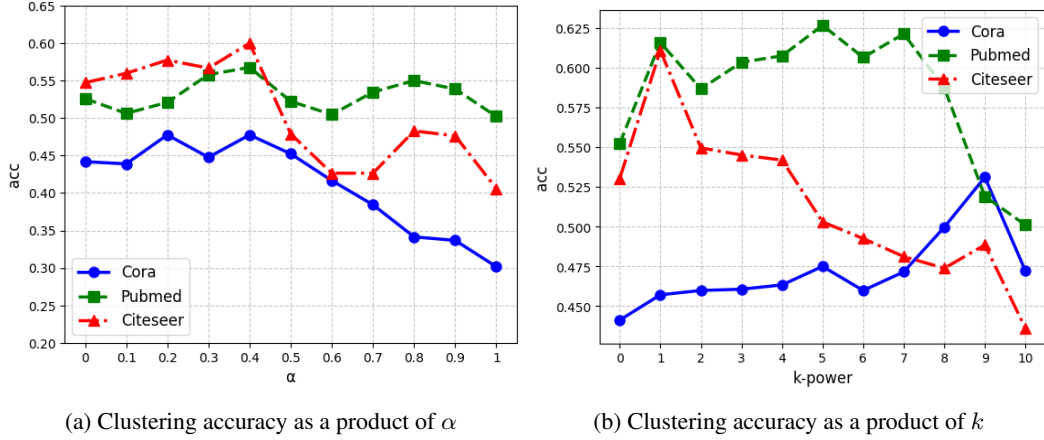 0.65
0.60
0.55
0.50
0.45
0.40
0.35
0.30
0.25
0.20
acc
0 0.1 0.2 0.3 0.4 0.5 0.6 0.7 0.8 0.9 1
α
Cora
Pubmed
Citeseer
(a) Clustering accuracy as a product of α
0.625
0.600
0.575
0.550
0.525
0.500
0.475
0.450
acc
0 1 2 3 4 5 6 7 8 9 10
k-power
Cora
Pubmed
Citeseer
(b) Clustering accuracy as a product of k